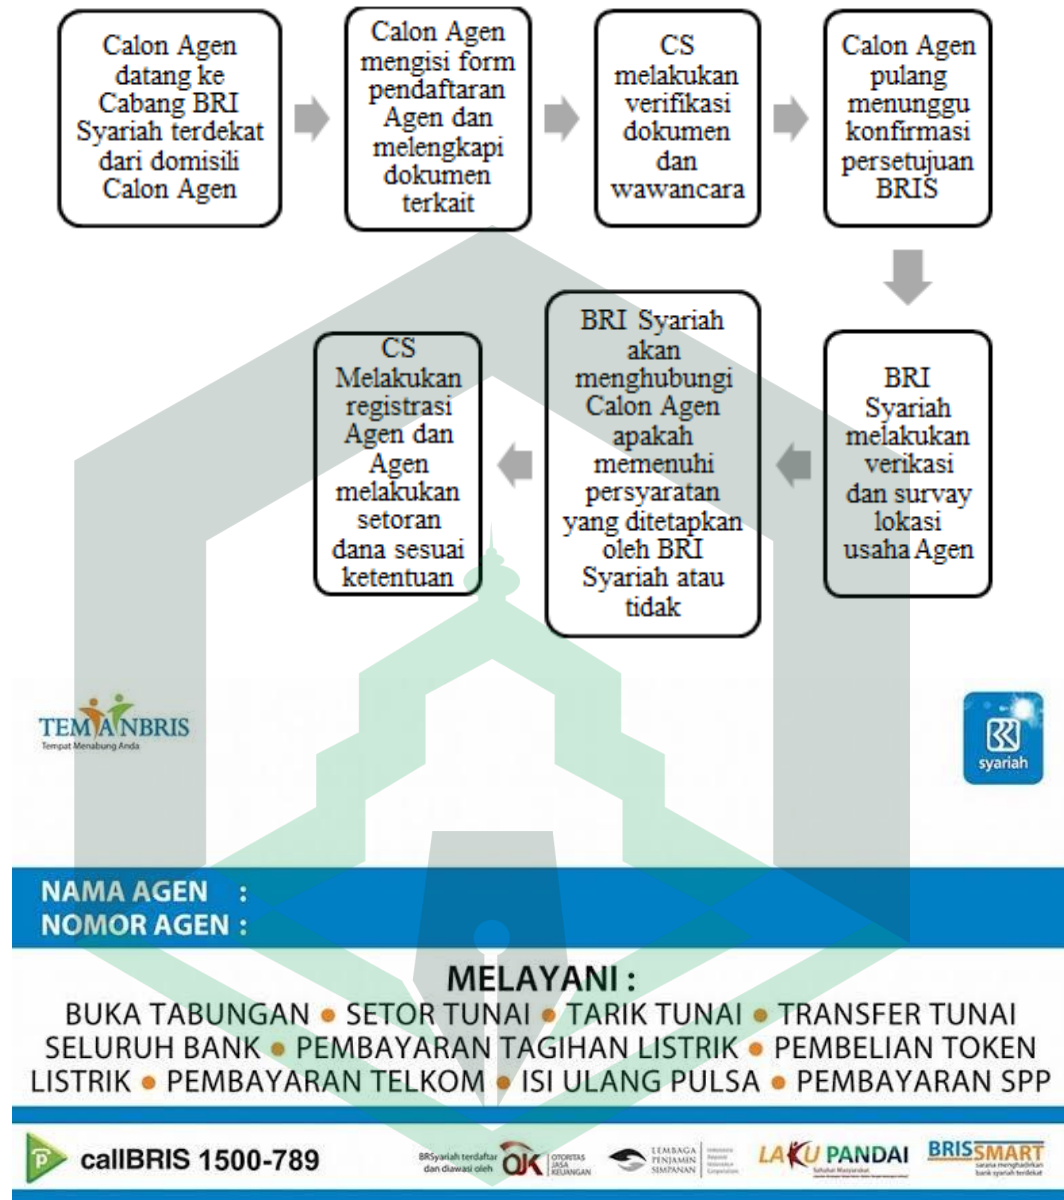 Calon Agen
datang ke
Cabang BRI
Syariah terdekat
dari domisili
Calon Agen
Calon Agen
mengisi form
pendaftaran
Agen dan
melengkapi
dokumen
terkait
CS
melakukan
verifikasi
dokumen
dan
wawancara
Calon Agen
pulang
menunggu
konfirmasi
persetujuan
BRIS
BRI
Syariah
melakukan
verikasi
dan survay
lokasi
usaha Agen
BRI Syariah
akan
menghubungi
Calon Agen
apakah
memenuhi
persyaratan
yang ditetapkan
oleh BRI
Syariah atau
tidak
CS
Melakukan
registrasi
Agen dan
Agen
melakukan
setoran
dana sesuai
ketentuan
TEMANBRIS
Tempat Menabung Anda
syariah
NAMA AGEN :
NOMOR AGEN :
MELAYANI :
BUKA TABUNGAN • SETOR TUNAI • TARIK TUNAI • TRANSFER TUNAI
SELURUH BANK • PEMBAYARAN TAGIHAN LISTRIK • PEMBELIAN TOKEN
LISTRIK • PEMBAYARAN TELKOM • ISI ULANG PULSA • PEMBAYARAN SPP
callBRIS 1500-789
BRISyariah terdaftar
dan diawasi oleh
OJK
OTORITAS
JASA
KEUANGAN
LEMBAGA
PENJAMIN
SIMPANAN
LAKU PANDAI
BRISSMART
sarana menghadirkan
bank syariah terdekat